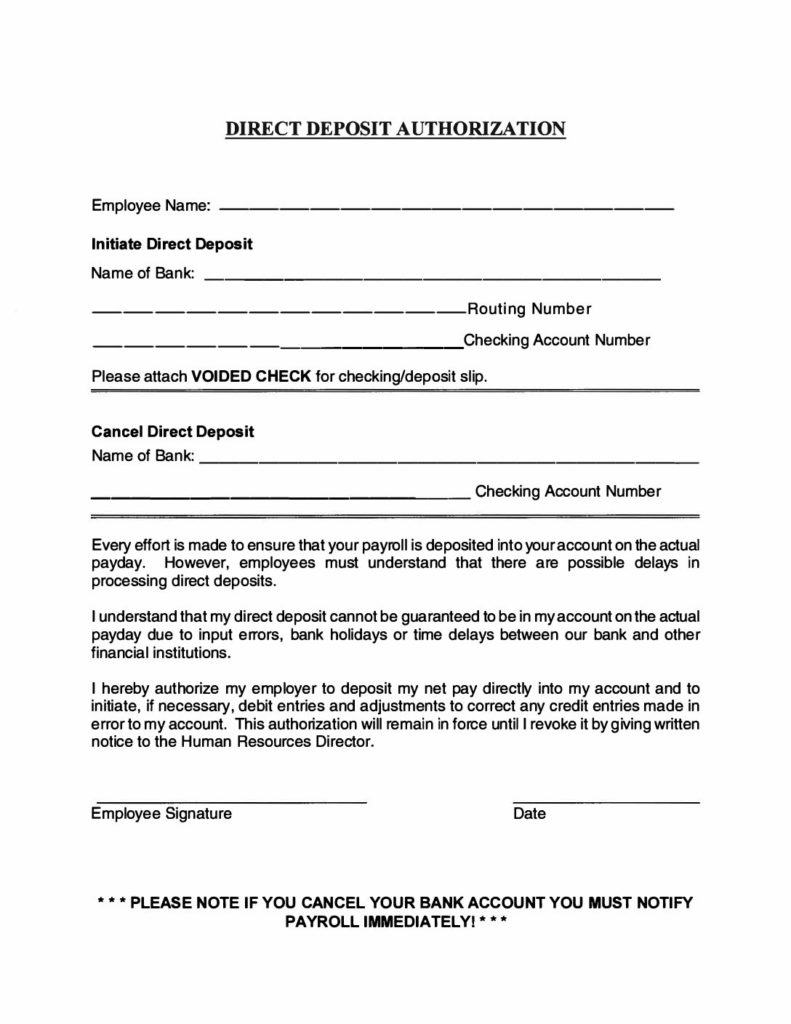 DIRECT DEPOSIT AUTHORIZATION
Employee Name:
Initiate Direct Deposit
Name of Bank:
Routing Number
Checking Account Number
Please attach VOIDED CHECK for checking/deposit slip.
Cancel Direct Deposit
Name of Bank:
Checking Account Number
Every effort is made to ensure that your payroll is deposited into your account on the actual
payday. However, employees must understand that there are possible delays in
processing direct deposits.
I understand that my direct deposit cannot be guaranteed to be in my account on the actual
payday due to input errors, bank holidays or time delays between our bank and other
financial institutions.
I hereby authorize my employer to deposit my net pay directly into my account and to
initiate, if necessary, debit entries and adjustments to correct any credit entries made in
error to my account. This authorization will remain in force until I revoke it by giving written
notice to the Human Resources Director.
Employee Signature Date
* * * PLEASE NOTE IF YOU CANCEL YOUR BANK ACCOUNT YOU MUST NOTIFY
PAYROLL IMMEDIATELY! * * *